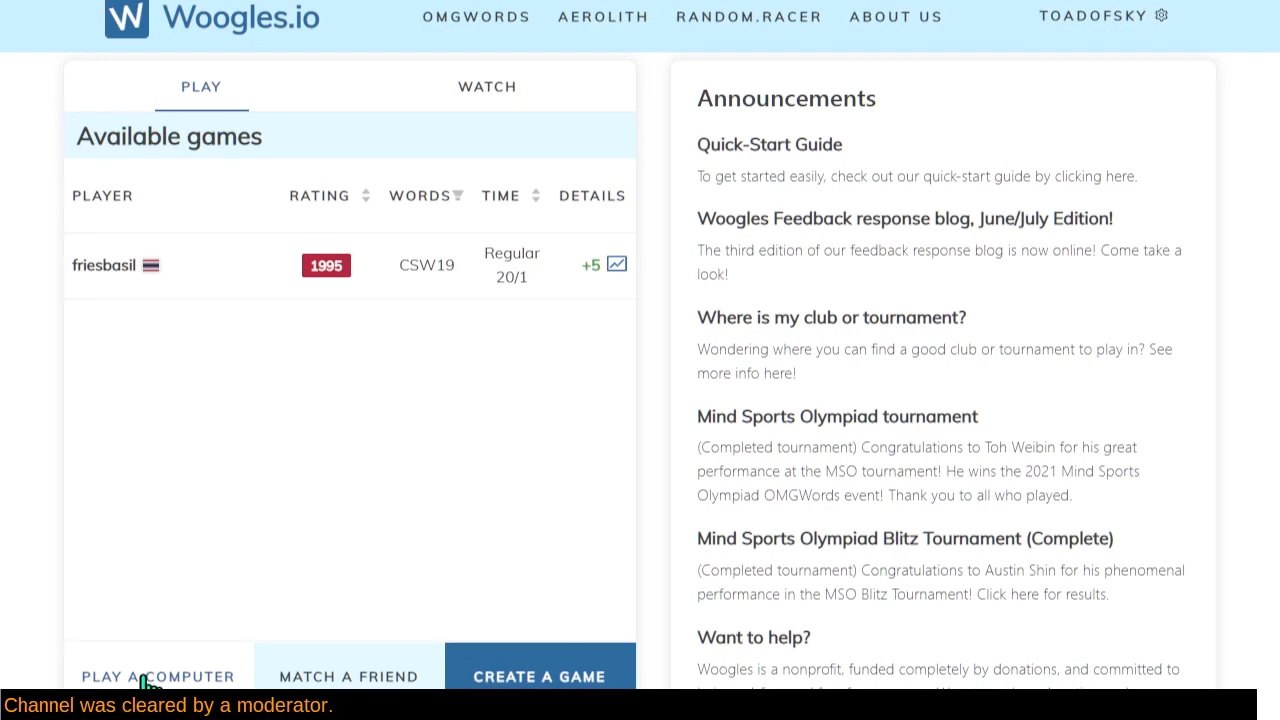 W Woogles.io OMGWORDS AEROLITH RANDOM.RACER ABOUT US TOADOFSKY
PLAY WATCH
Available games
PLAYER RATING WORDS TIME DETAILS
friesbasil 1995 CSW19 Regular 20/1 +5
PLAY A COMPUTER MATCH A FRIEND CREATE A GAME
Announcements
Quick-Start Guide
To get started easily, check out our quick-start guide by clicking here.
Woogles Feedback response blog, June/July Edition!
The third edition of our feedback response blog is now online! Come take a
look!
Where is my club or tournament?
Wondering where you can find a good club or tournament to play in? See
more info here!
Mind Sports Olympiad tournament
(Completed tournament) Congratulations to Toh Weibin for his great
performance at the MSO tournament! He wins the 2021 Mind Sports
Olympiad OMGWords event! Thank you to all who played.
Mind Sports Olympiad Blitz Tournament (Complete)
(Completed tournament) Congratulations to Austin Shin for his phenomenal
performance in the MSO Blitz Tournament! Click here for results.
Want to help?
Woogles is a nonprofit, funded completely by donations, and committed to
Channel was cleared by a moderator.